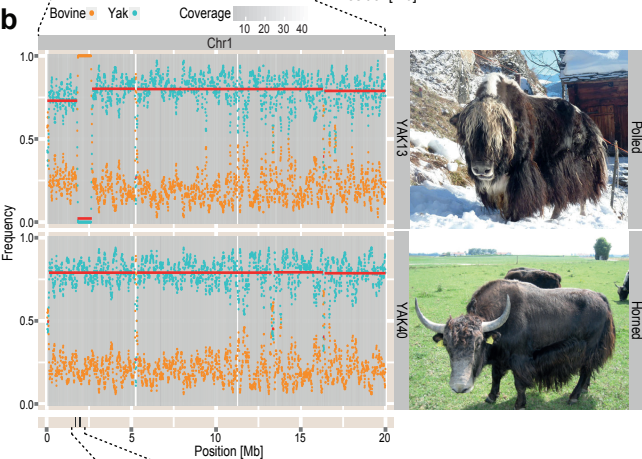 b
Bovine Yak Coverage
10 20 30 40
Chr1
1.0
0.5
0.0
YAK13
Polled
Frequency
1.0
0.5
0.0
YAK40
Horned
0 5 10 15 20
Position [Mb]